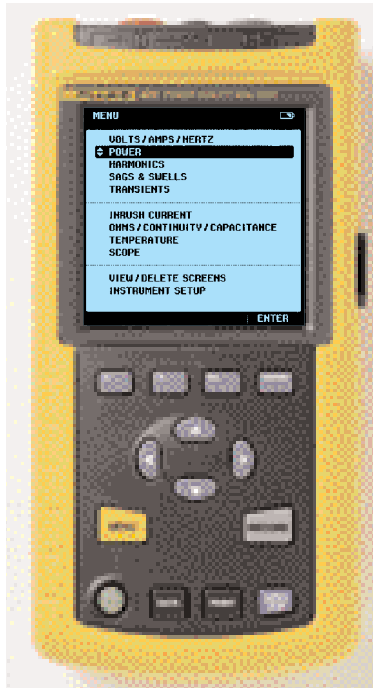 MENU
VOLTS/AMPS/HERTZ
POWER
HARMONICS
SAGS & SWELLS
TRANSIENTS
INRUSH CURRENT
OHMS/CONTINUITY/CAPACITANCE
TEMPERATURE
SCOPE
VIEW/DELETE SCREENS
INSTRUMENT SETUP
ENTER
MENU